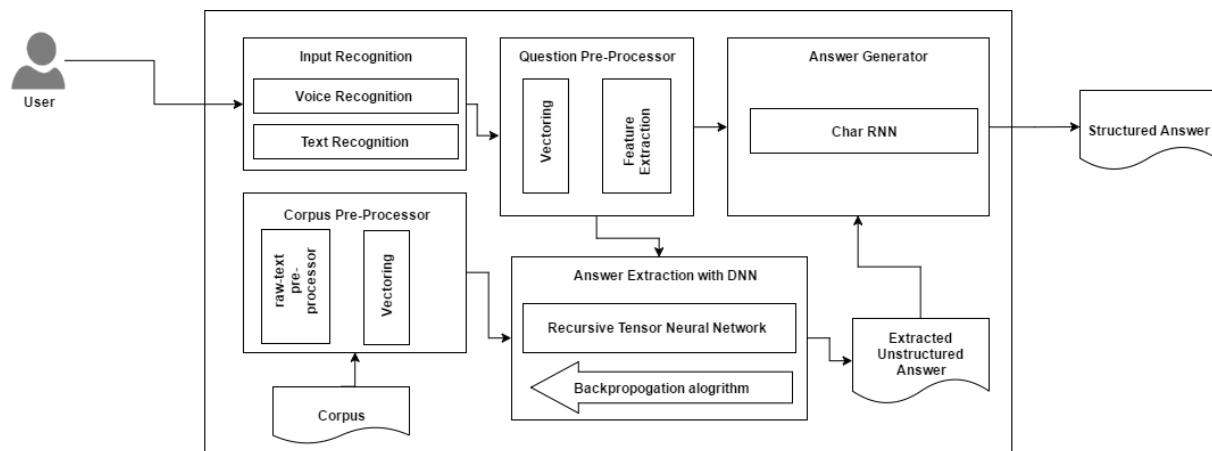 User
Input Recognition
Voice Recognition
Text Recognition
Question Pre-Processor
Vectoring
Feature
Extraction
Answer Generator
Char RNN
Structured Answer
Corpus Pre-Processor
raw-text
pre-
processor
Vectoring
Corpus
Answer Extraction with DNN
Recursive Tensor Neural Network
Backpropogation alogrithm
Extracted
Unstructured
Answer